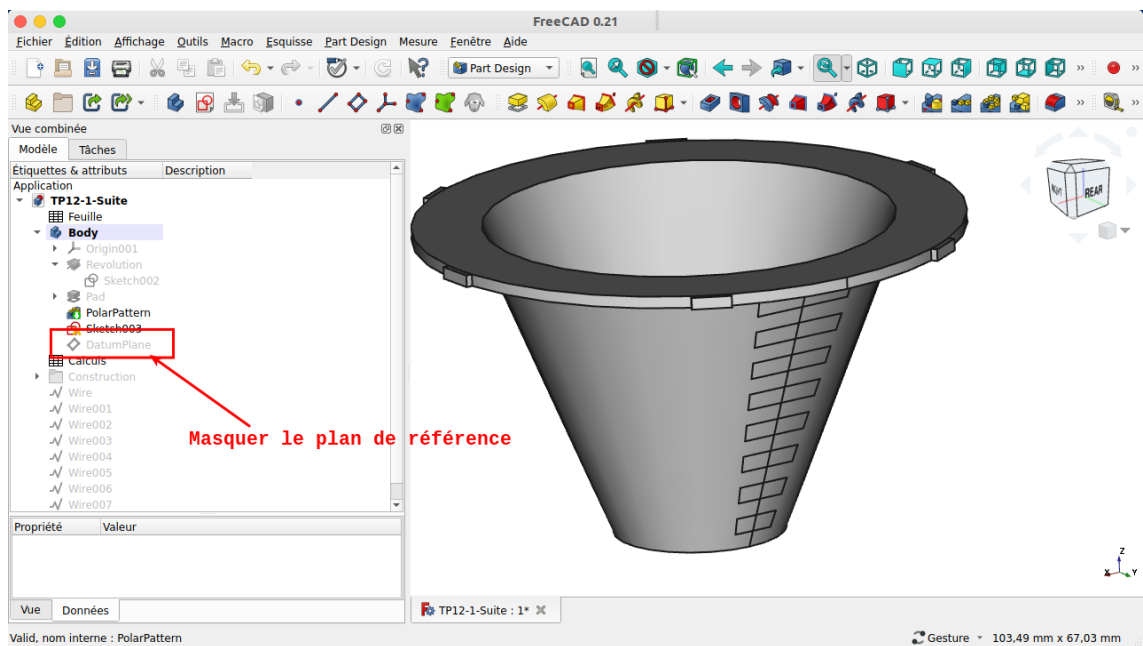 FreeCAD 0.21
Fichier Édition Affichage Outils Macro Esquisse Part Design Mesure Fenêtre Aide
Part Design
Vue combinée
Modèle Tâches
Étiquettes & attributs Description
Application
TP12-1-Suite
Feuille
Body
Origin001
Revolution
Sketch002
Pad
PolarPattern
Sketch003
DatumPlane
Calculs
Construction
Wire
Wire001
Wire002
Wire003
Wire004
Wire005
Wire006
Wire007
Masquer le plan de référence
REAR
Z
X Y
Propriété Valeur
Vue Données
TP12-1-Suite : 1*
Valid, nom interne : PolarPattern
Gesture 103,49 mm x 67,03 mm